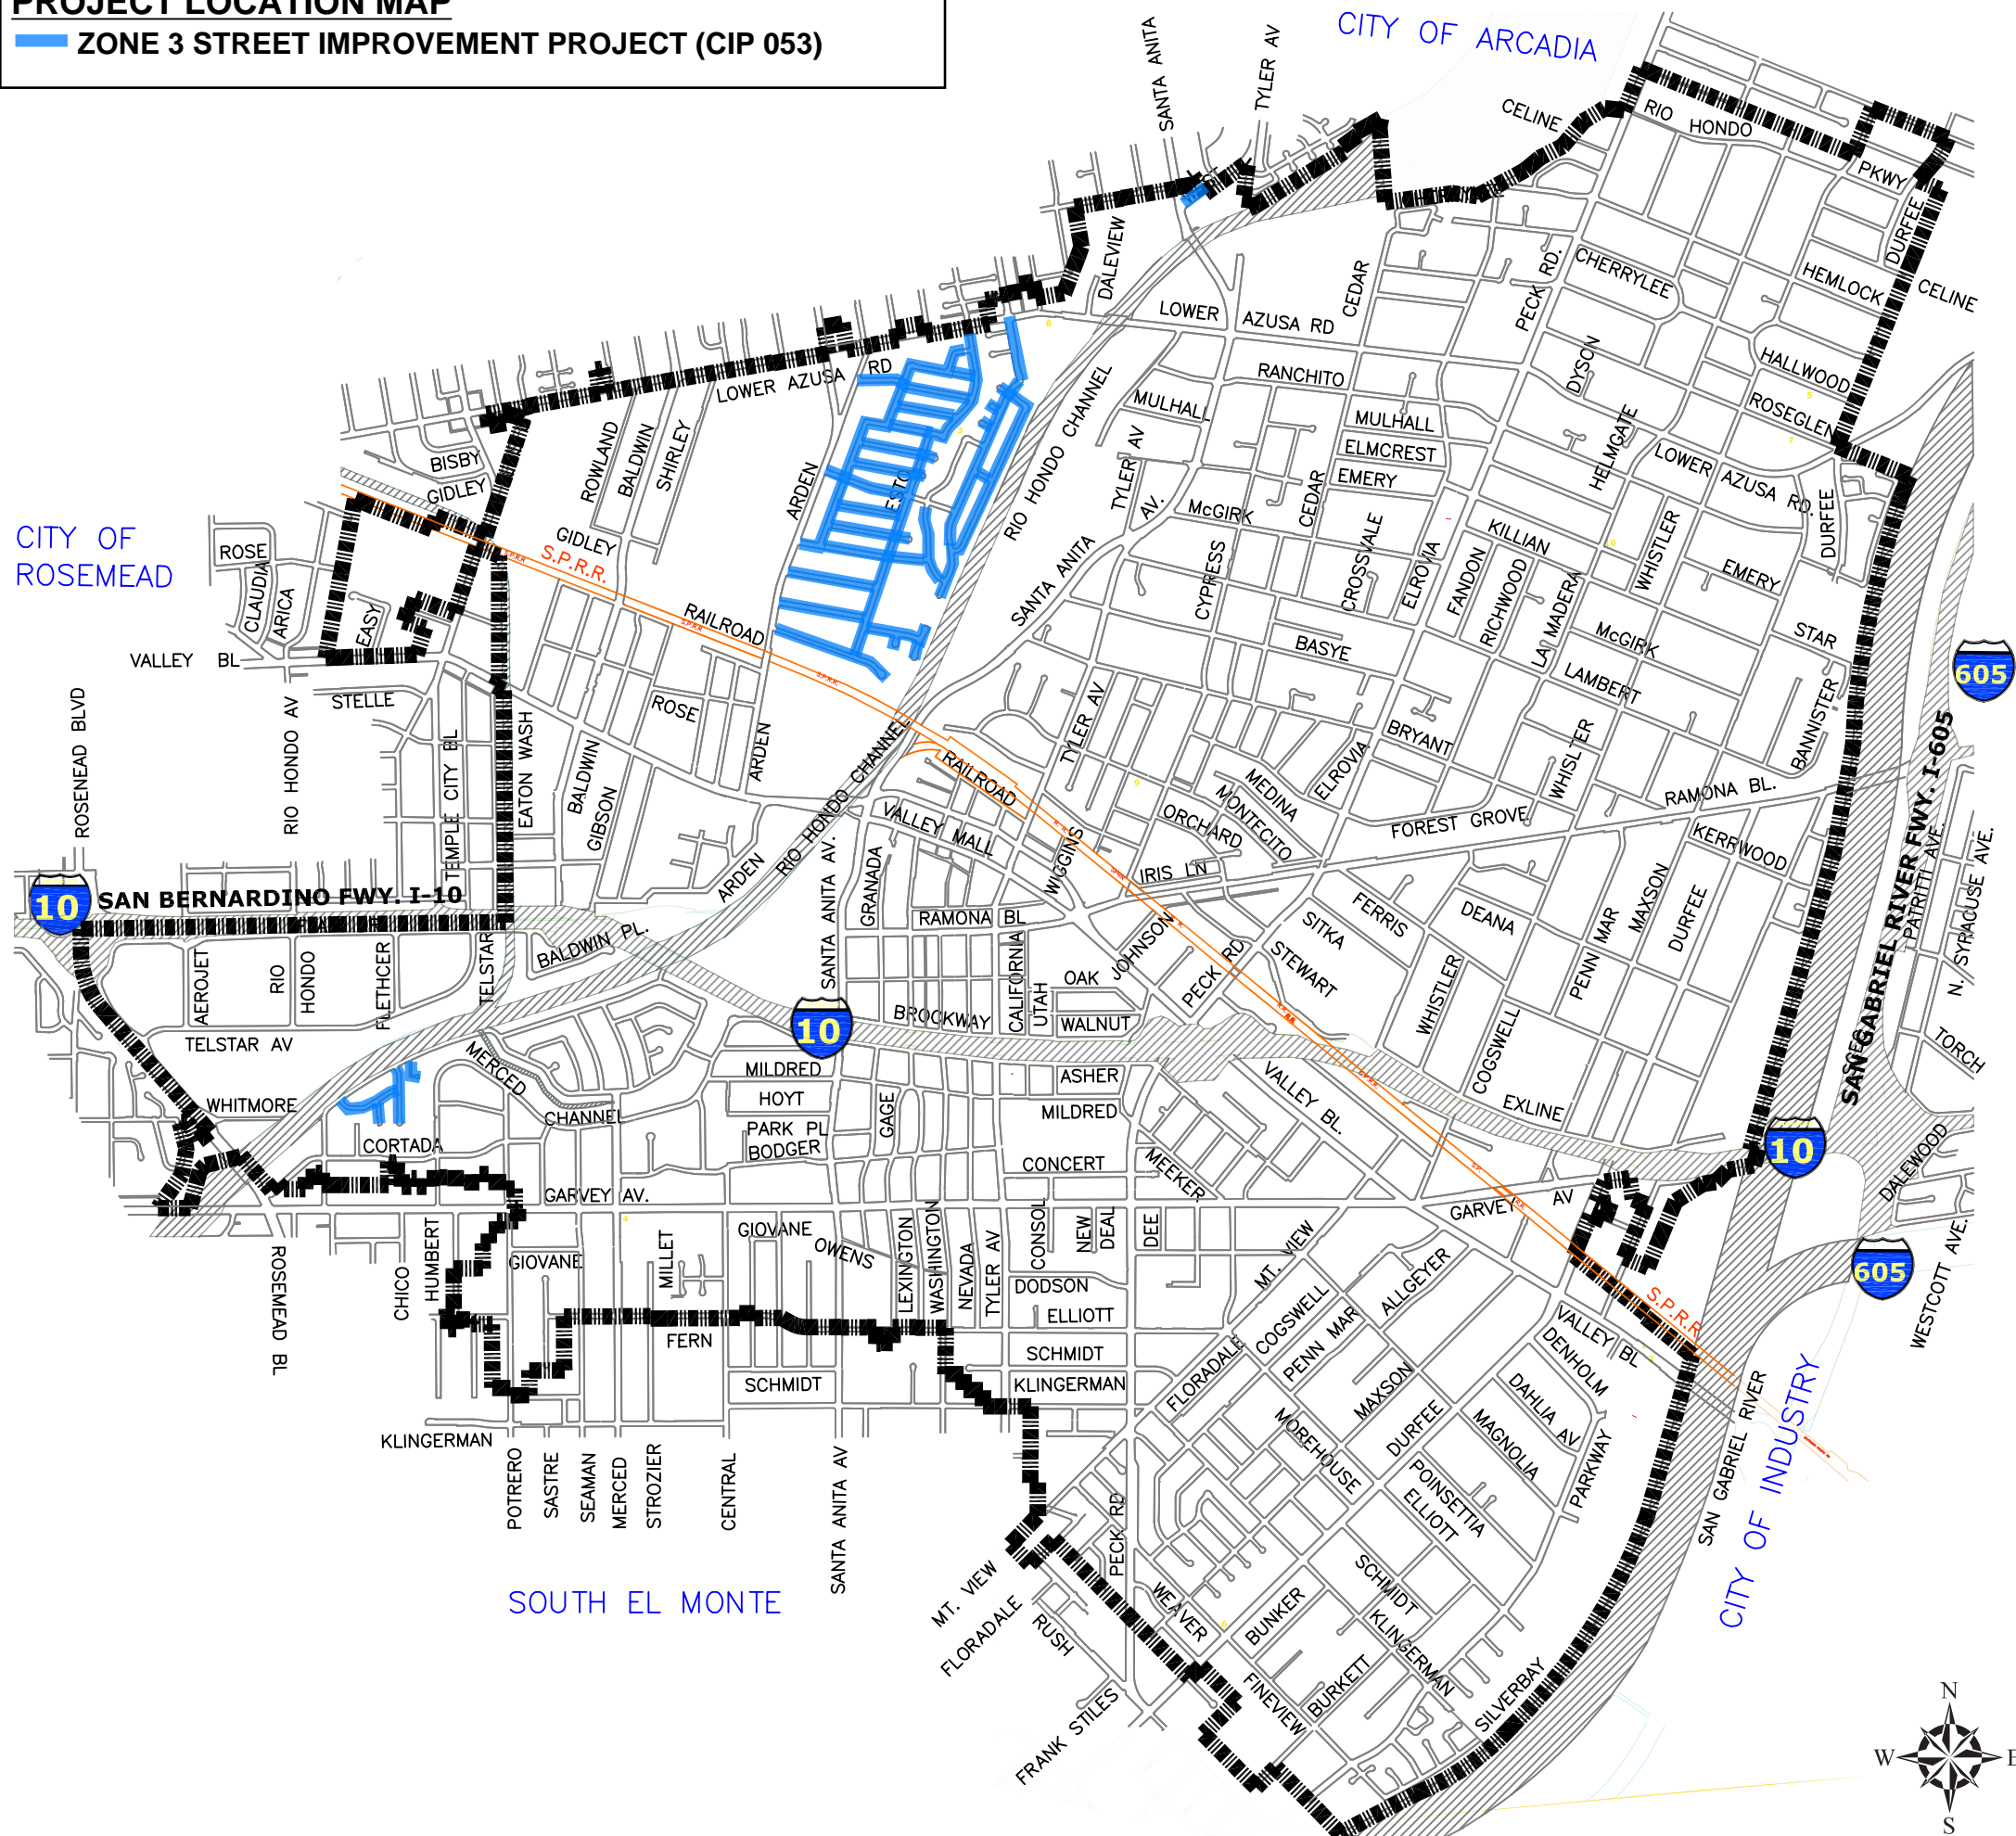 PROJECT LOCATION MAP
ZONE 3 STREET IMPROVEMENT PROJECT (CIP 053)
CITY OF ARCADIA
SANTA ANITA
TYLER AV
CELINE
RIO HONDO
PKWY
DURFEE
HEMLOCK
CELINE
CHERRYLEE
PECK RD.
CEDAR
DALEVIEW
LOWER AZUSA RD
RANCHITO
DYSON
HALLWOOD
ROSEGLEN
LOWER AZUSA RD
MULHALL
MULHALL
ELMCREST
EMERY
HELMGATE
LOWER AZUSA RD.
DURFEE
ROWLAND
BALDWIN
SHIRLEY
ARDEN
RIO HONDO CHANNEL
TYLER AV
AV.
McGIRK
CEDAR
BISBY
GIDLEY
GIDLEY
CITY OF
ROSEMEAD
ROSE
CLAUDIA
ARICA
EASY
S.P.R.R.
RAILROAD
SANTA ANITA
CYPRESS
CROSSVALE
ELROVIA
KILLIAN
FANDON
RICHWOOD
LA MADERA
WHISTLER
EMERY
STAR
McGIRK
LAMBERT
BASYE
BANNISTER
605
VALLEY BL
STELLE
ROSE
ARDEN
TYLER AV
BRYANT
ROSENEAD BLVD
RIO HONDO AV
TEMPLE CITY BL
EATON WASH
BALDWIN
GIBSON
RIO HONDO CHANNEL
RAILROAD
VALLEY MALL
MEDINA
MONTECITO
ELROVIA
ORCHARD
WHISLTER
FOREST GROVE
RAMONA BL.
KERRWOOD
SAN GABRIEL RIVER FWY. I-605
PATRITTI AVE.
N. SYRACUSE AVE.
TORCH
10
SAN BERNARDINO FWY. I-10
ARDEN
SANTA ANITA AV.
GRANADA
RAMONA BL
WIGGINS
IRIS LN
JOHNSON
PECK RD
SITKA
STEWART
FERRIS
DEANA
MAXSON
PENN MAR
DURFEE
AEROJET
RIO
HONDO
FLETHCER
TELSTAR
BALDWIN PL.
CALIFORNIA
UTAH
OAK
WALNUT
BROCKWAY
10
WHISTLER
COGSWELL
EXLINE
TELSTAR AV
MERCED
CHANNEL
WHITMORE
CORTADA
MILDRED
HOYT
PARK PL
BODGER
GAGE
ASHER
MILDRED
CONCERT
MEEKER
VALLEY BL.
10
DALEWOOD
GARVEY AV.
GARVEY AV
605
WESTCOTT AVE.
ROSEMEAD BL
CHICO
HUMBERT
GIOVANE
MILLET
GIOVANE
OWENS
LEXINGTON
WASHINGTON
NEVADA
TYLER AV
CONSOL
NEW
DEAL
DEE
MT. VIEW
DODSON
ELLIOTT
FERN
SCHMIDT
SCHMIDT
KLINGERMAN
FLORADALE
COGSWELL
PENN MAR
ALLGEYER
MAXSON
DURFEE
S.P.R.R
VALLEY BL
DENHOLM
DAHLIA AV
MAGNOLIA
PARKWAY
POINSETTIA
ELLIOTT
MOREHOUSE
SAN GABRIEL RIVER
CITY OF INDUSTRY
KLINGERMAN
POTRERO
SASTRE
SEAMAN
MERCED
STROZIER
CENTRAL
SANTA ANITA AV
SOUTH EL MONTE
MT. VIEW
FLORADALE
RUSH
PECK RD
WEAVER
BUNKER
SCHMIDT
KLINGERMAN
FINEVIEW
BURKETT
SILVERBAY
FRANK STILES
N
W
E
S